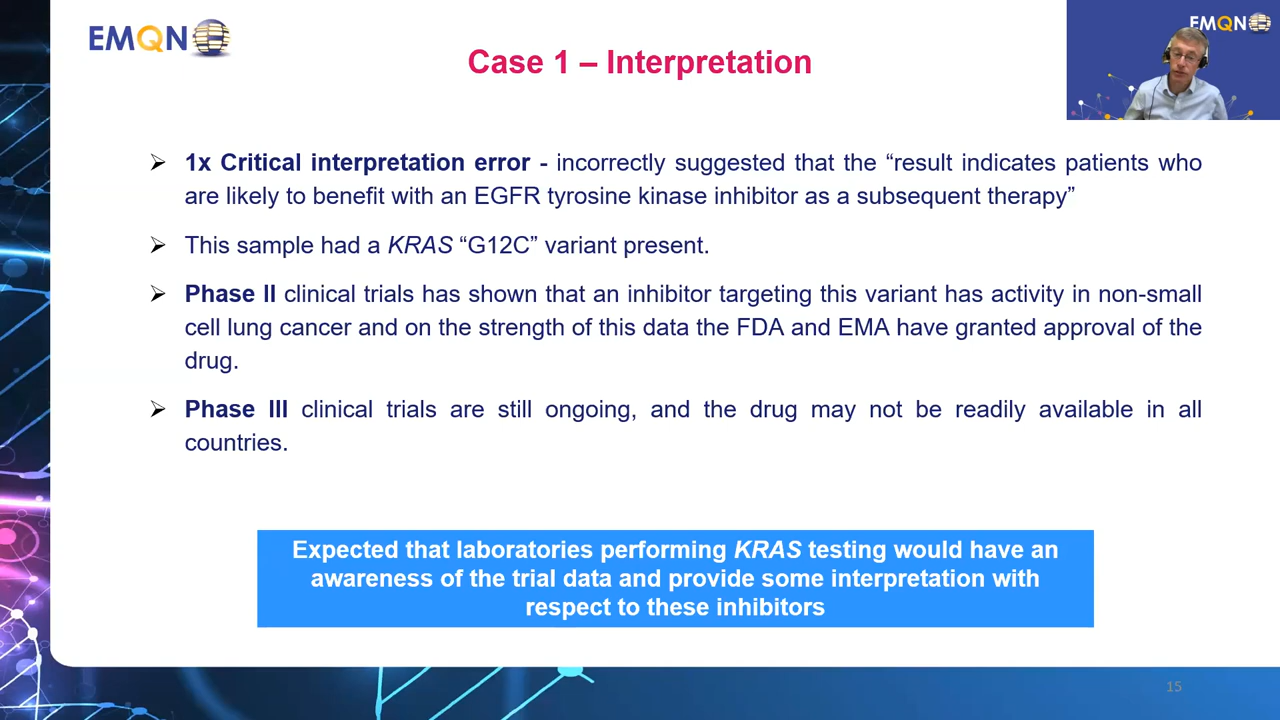 EMQN
EMQN
Case 1 – Interpretation
➢ 1x Critical interpretation error - incorrectly suggested that the “result indicates patients who
are likely to benefit with an EGFR tyrosine kinase inhibitor as a subsequent therapy”
➢ This sample had a KRAS “G12C” variant present.
➢ Phase II clinical trials has shown that an inhibitor targeting this variant has activity in non-small
cell lung cancer and on the strength of this data the FDA and EMA have granted approval of the
drug.
➢ Phase III clinical trials are still ongoing, and the drug may not be readily available in all
countries.
Expected that laboratories performing KRAS testing would have an
awareness of the trial data and provide some interpretation with
respect to these inhibitors
15